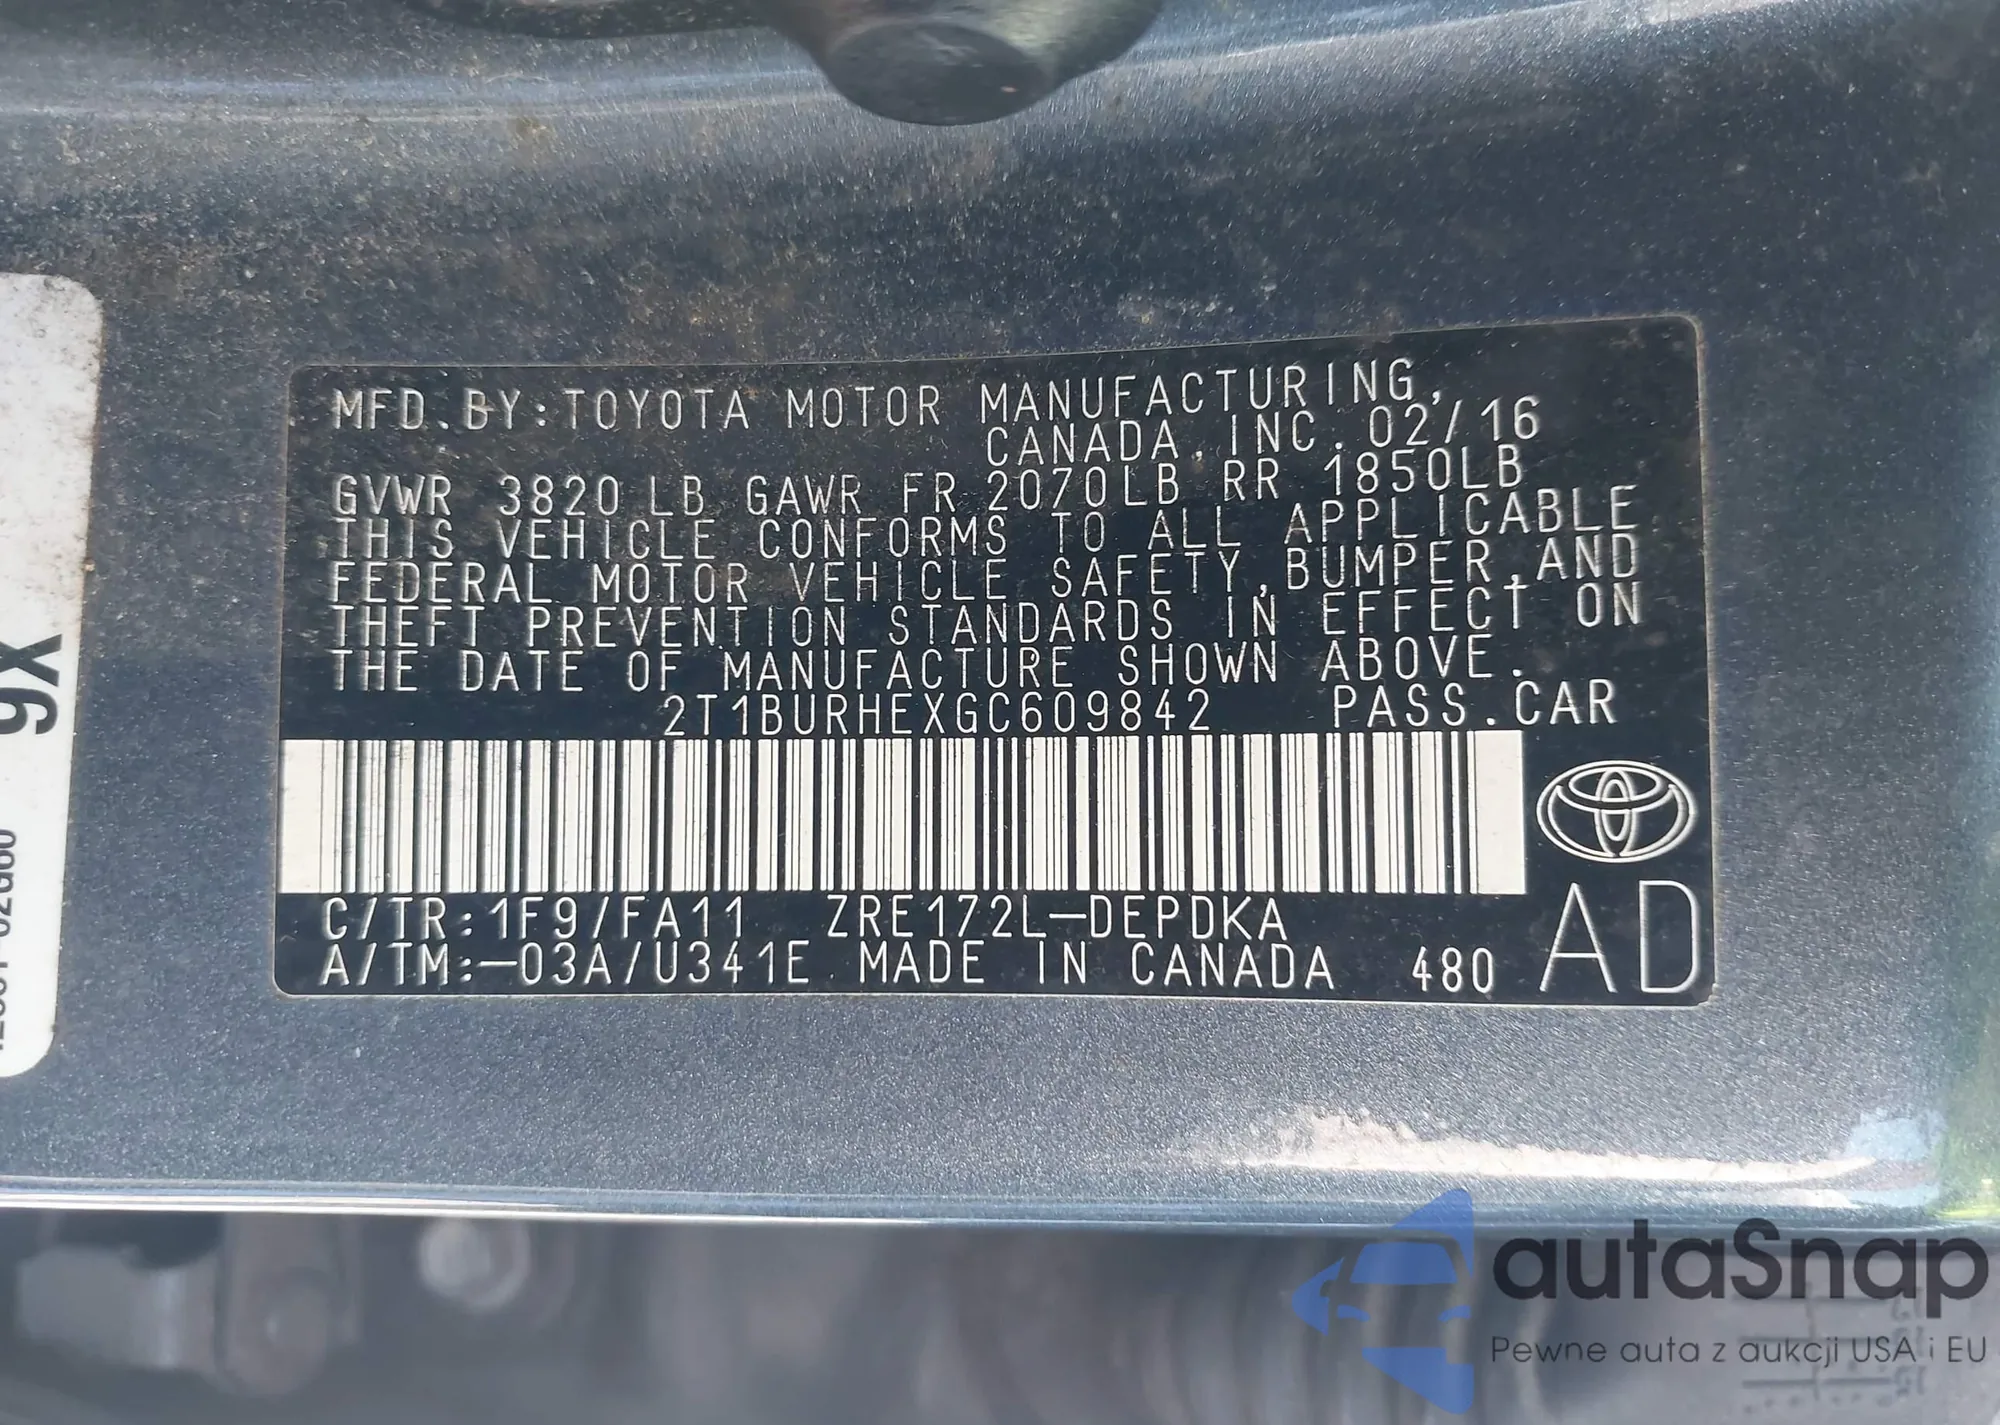 MFD. BY: TOYOTA MOTOR MANUFACTURING,
CANADA, INC. 02/16
GVWR 3820 LB GAWR FR 2070LB RR 1850LB
THIS VEHICLE CONFORMS TO ALL APPLICABLE
FEDERAL MOTOR VEHICLE SAFETY, BUMPER, AND
THEFT PREVENTION STANDARDS IN EFFECT ON
THE DATE OF MANUFACTURE SHOWN ABOVE.
2T1BURHEXGC609842 PASS. CAR
C/TR: 1F9/FA11 ZRE172L-DEPDKA
A/TM:-03A/U341E MADE IN CANADA 480
AD
9X
autaSnap
Pewne auta z aukcji USA i EU